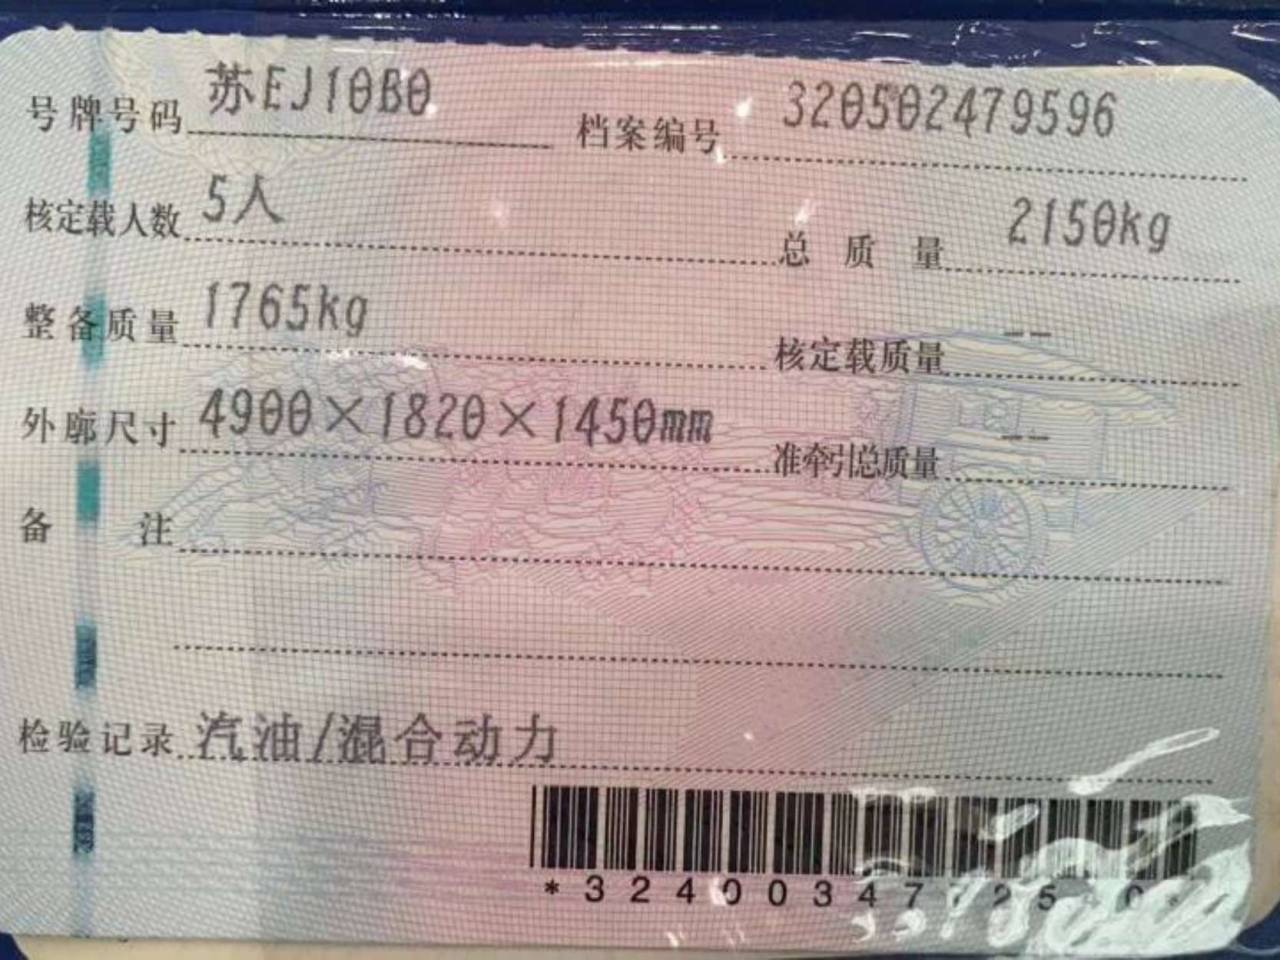 号牌号码 苏EJ10B0 档案编号 320502479596
核定载人数 5人 总质量 2150kg
整备质量 1765kg 核定载质量 --
外廓尺寸 4900×1820×1450mm 准牵引总质量 --
备注
检验记录 汽油/混合动力